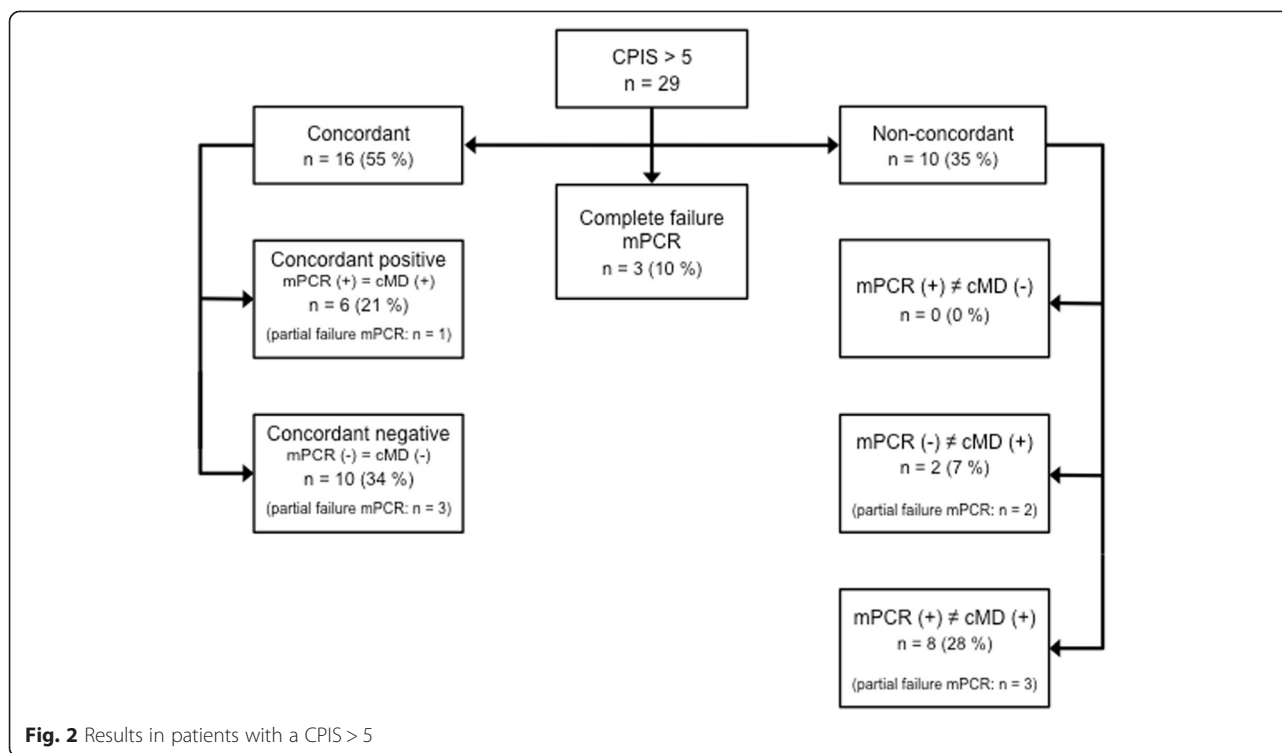 CPIS > 5
n = 29
Concordant
n = 16 (55 %)
Non-concordant
n = 10 (35 %)
Complete failure
mPCR
n = 3 (10 %)
Concordant positive
mPCR (+) = cMD (+)
n = 6 (21 %)
(partial failure mPCR: n = 1)
Concordant negative
mPCR (-) = cMD (-)
n = 10 (34 %)
(partial failure mPCR: n = 3)
mPCR (+) ≠ cMD (-)
n = 0 (0 %)
mPCR (-) ≠ cMD (+)
n = 2 (7 %)
(partial failure mPCR: n = 2)
mPCR (+) ≠ cMD (+)
n = 8 (28 %)
(partial failure mPCR: n = 3)
Fig. 2 Results in patients with a CPIS > 5